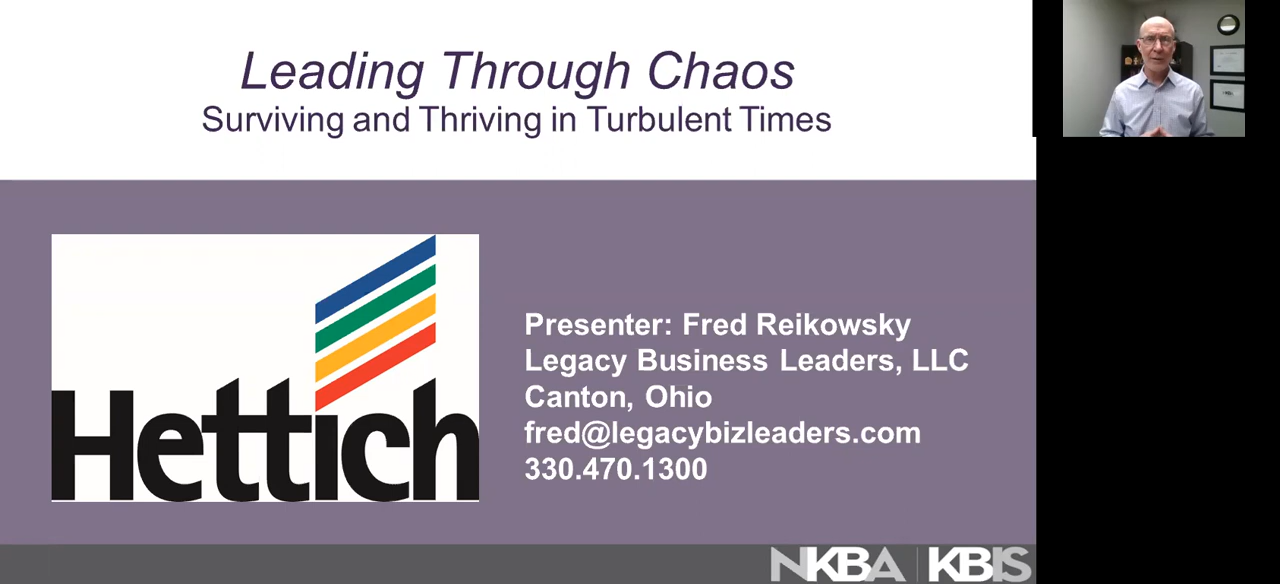 Leading Through Chaos
Surviving and Thriving in Turbulent Times
Hettich
Presenter: Fred Reikowsky
Legacy Business Leaders, LLC
Canton, Ohio
fred@legacybizleaders.com
330.470.1300
NKBA | KBIS